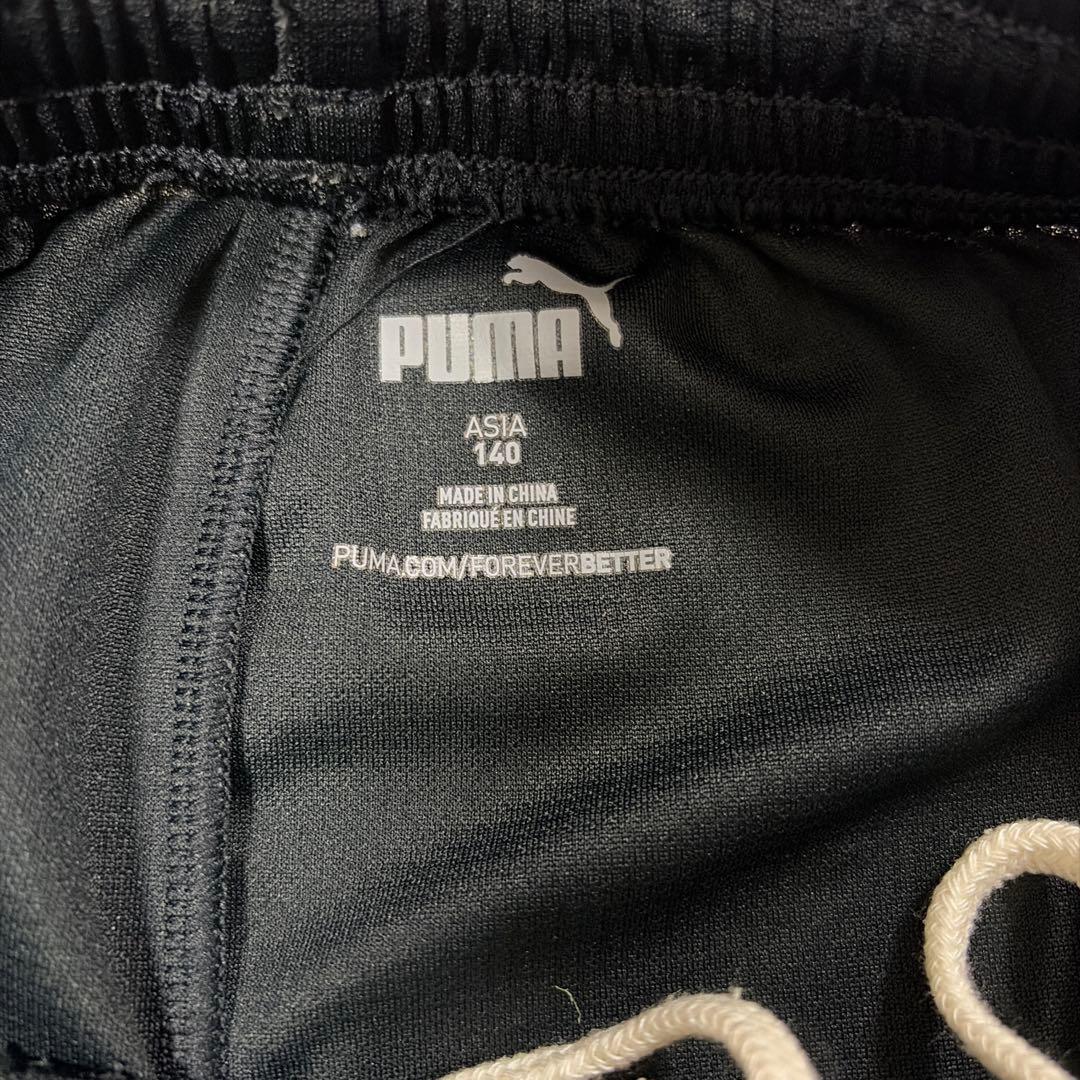 PUMA
ASIA
140
MADE IN CHINA
FABRIQUÉ EN CHINE
PUMA.COM/FOREVERBETTER